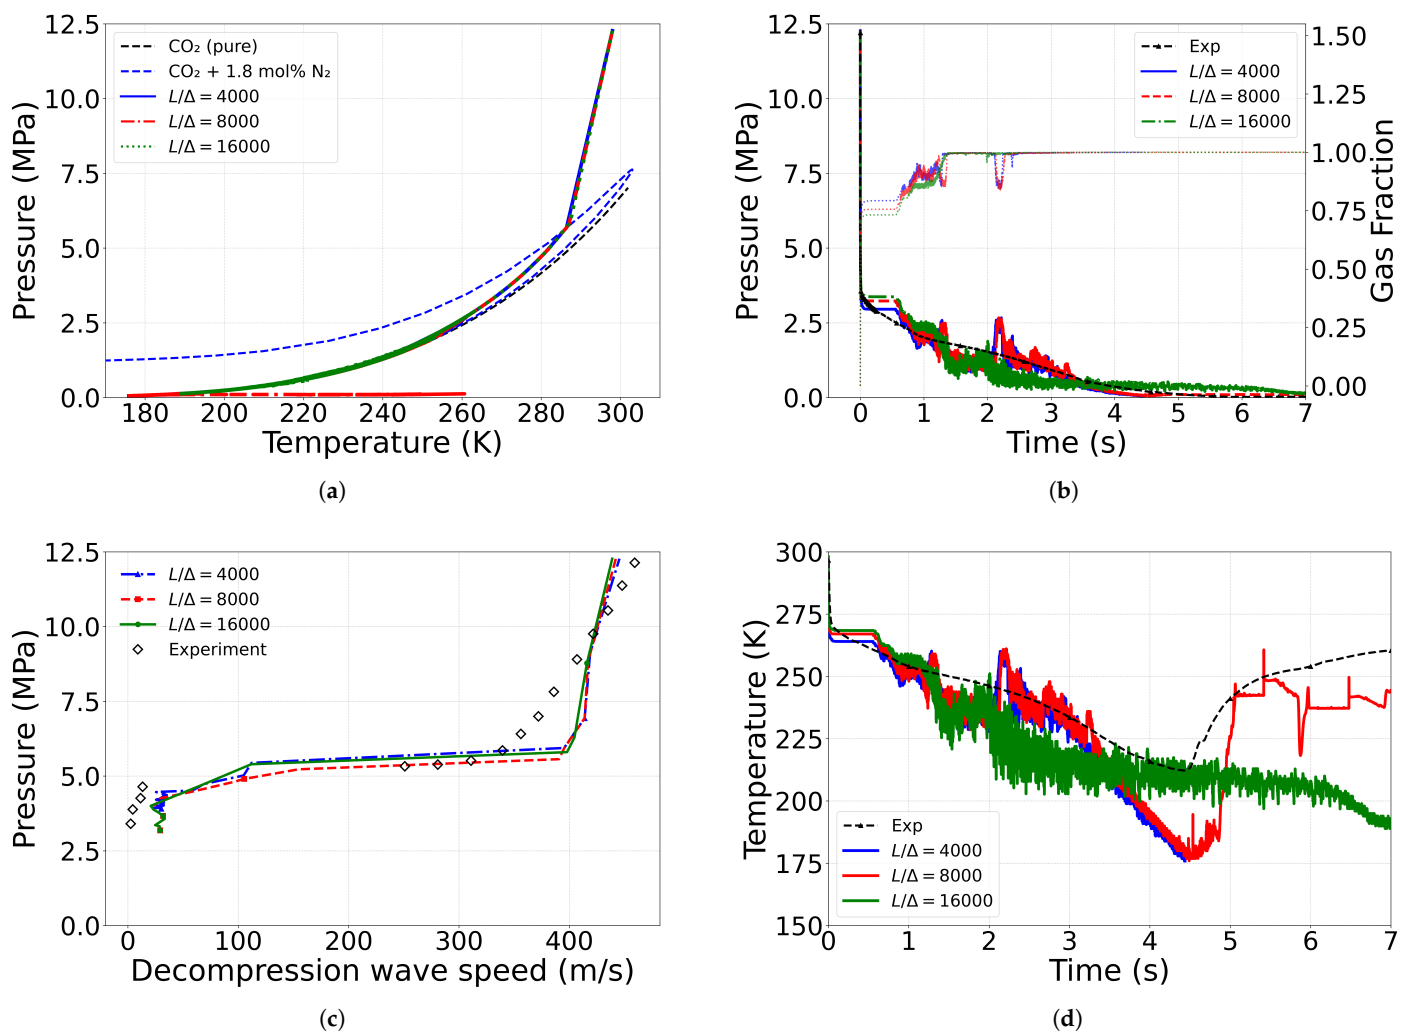 12.5
10.0
7.5
5.0
2.5
0.0
Pressure (MPa)
CO₂ (pure)
CO₂ + 1.8 mol% N₂
L/Δ = 4000
L/Δ = 8000
L/Δ = 16000
180 200 220 240 260 280 300
Temperature (K)
(a)
12.5
10.0
7.5
5.0
2.5
0.0
Pressure (MPa)
Exp
L/Δ = 4000
L/Δ = 8000
L/Δ = 16000
1.50
1.25
1.00
0.75
0.50
0.25
0.00
Gas Fraction
0 1 2 3 4 5 6 7
Time (s)
(b)
12.5
10.0
7.5
5.0
2.5
0.0
Pressure (MPa)
L/Δ = 4000
L/Δ = 8000
L/Δ = 16000
Experiment
0 100 200 300 400
Decompression wave speed (m/s)
(c)
300
275
250
225
200
175
150
Temperature (K)
Exp
L/Δ = 4000
L/Δ = 8000
L/Δ = 16000
0 1 2 3 4 5 6 7
Time (s)
(d)